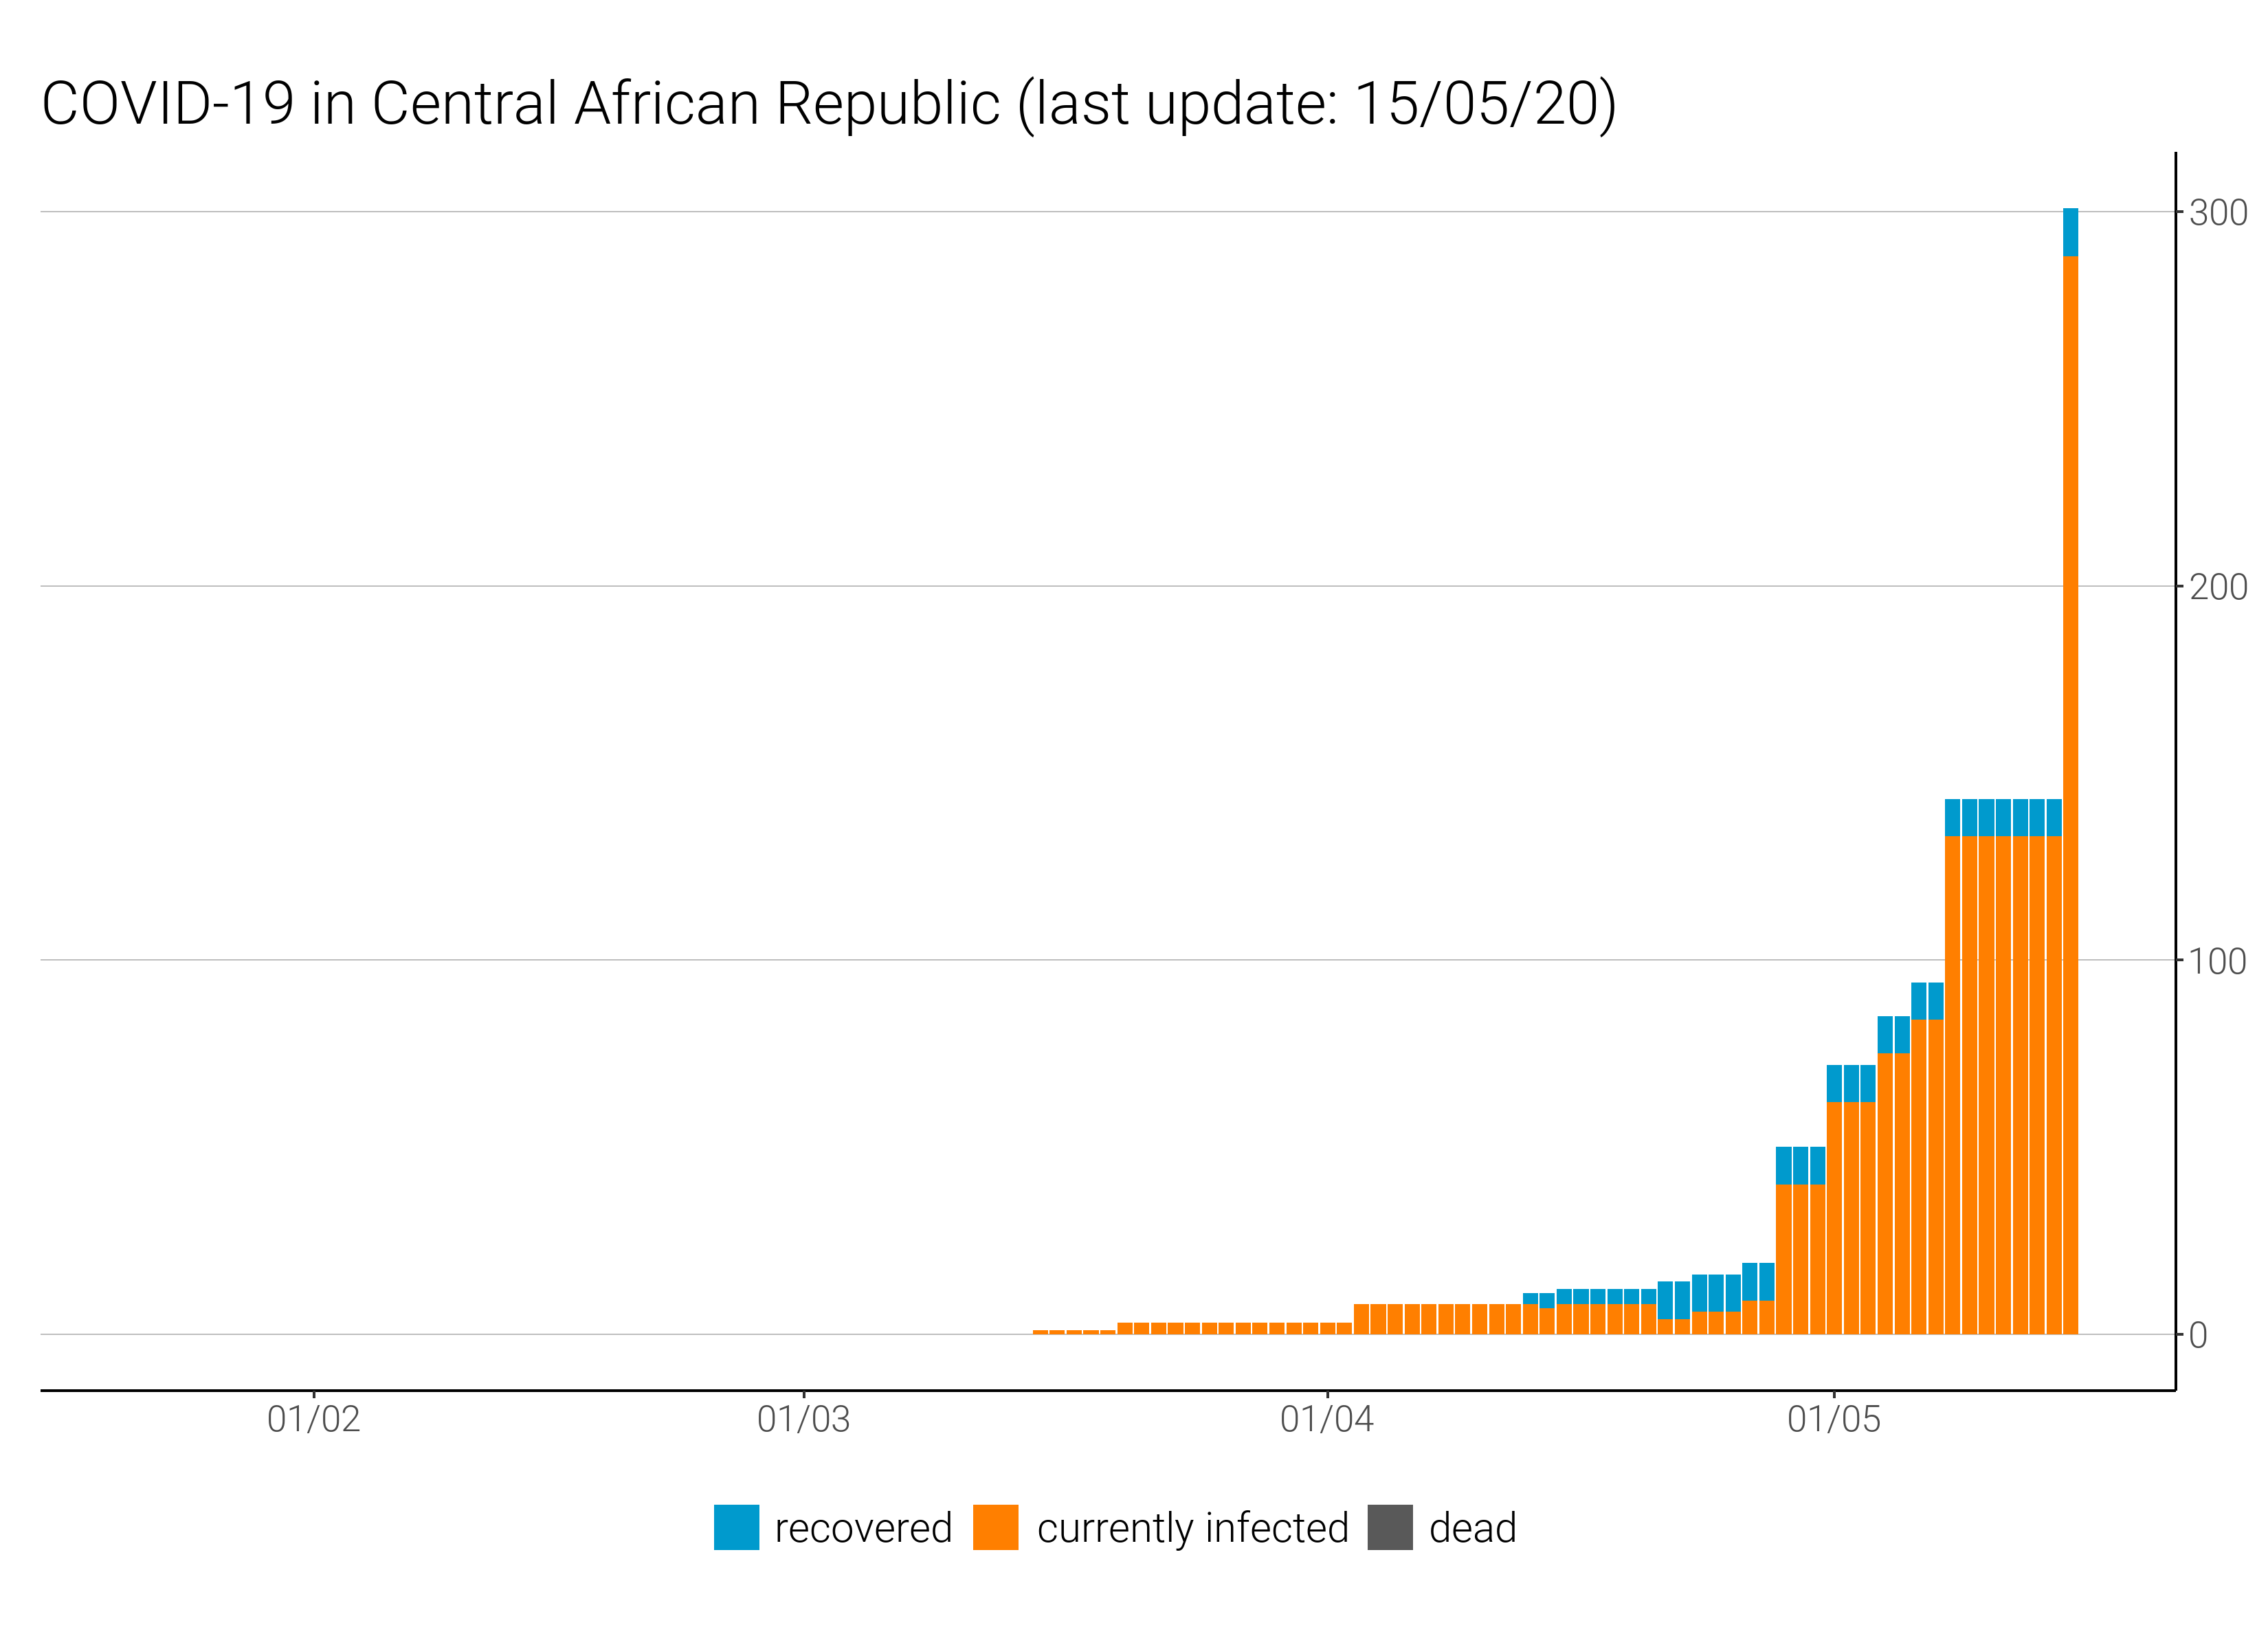 COVID-19 in Central African Republic (last update: 15/05/20)
300
200
100
0
01/02 01/03 01/04 01/05
recovered currently infected dead